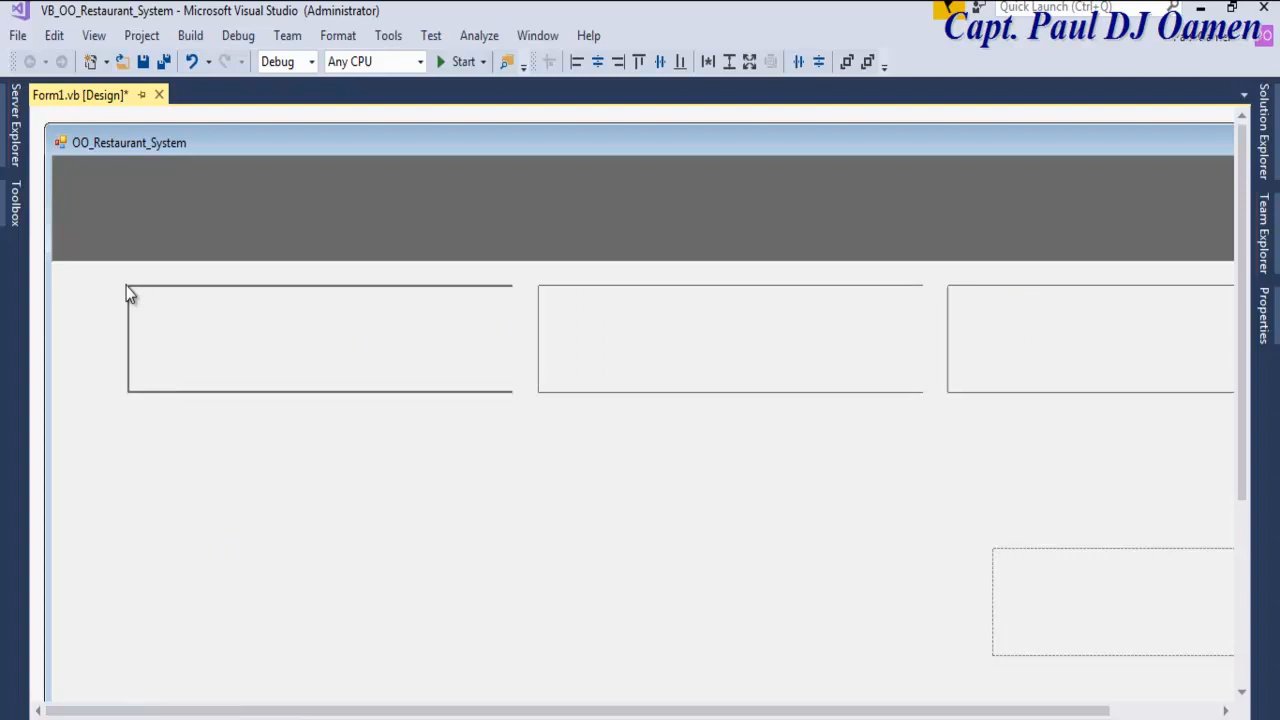 VB_OO_Restaurant_System - Microsoft Visual Studio (Administrator)
Quick Launch (Ctrl+Q)
Capt. Paul DJ Oamen
File Edit View Project Build Debug Team Format Tools Test Analyze Window Help
Debug Any CPU Start
Form1.vb [Design]*
OO_Restaurant_System
Server Explorer
Toolbox
Solution Explorer
Team Explorer
Properties